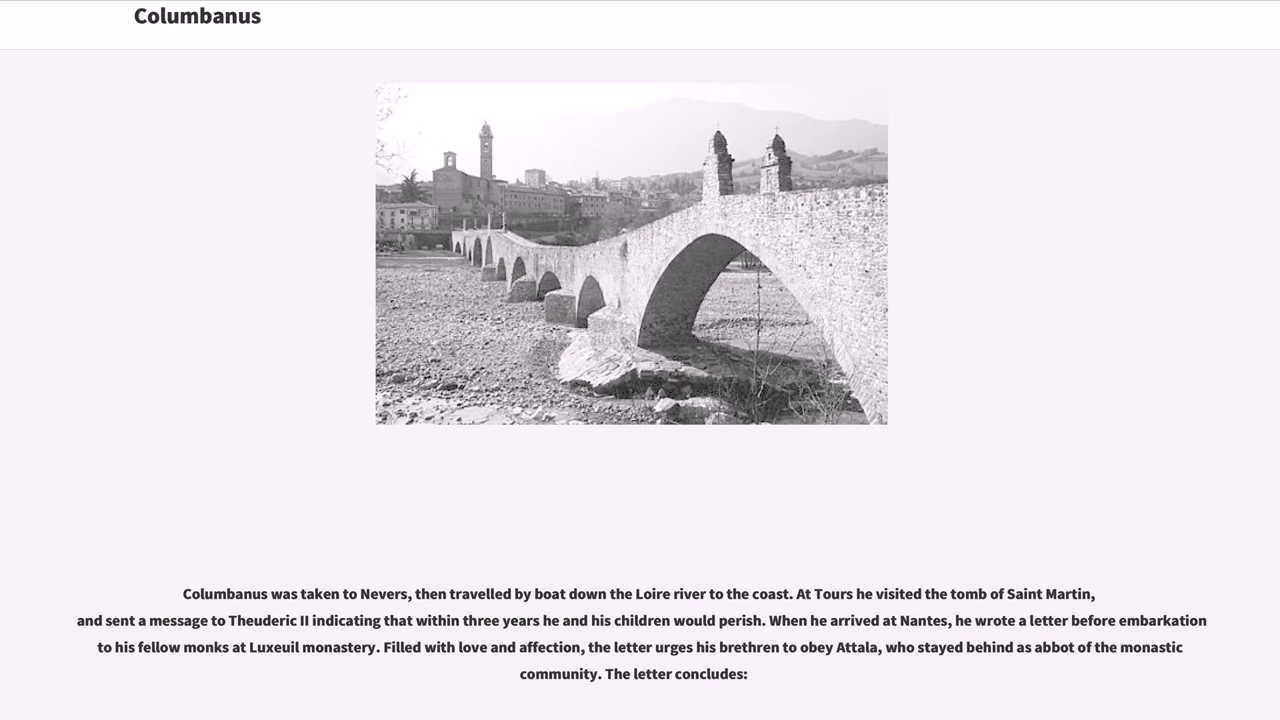 Columbanus
Columbanus was taken to Nevers, then travelled by boat down the Loire river to the coast. At Tours he visited the tomb of Saint Martin,
and sent a message to Theuderic II indicating that within three years he and his children would perish. When he arrived at Nantes, he wrote a letter before embarkation
to his fellow monks at Luxeuil monastery. Filled with love and affection, the letter urges his brethren to obey Attala, who stayed behind as abbot of the monastic
community. The letter concludes: